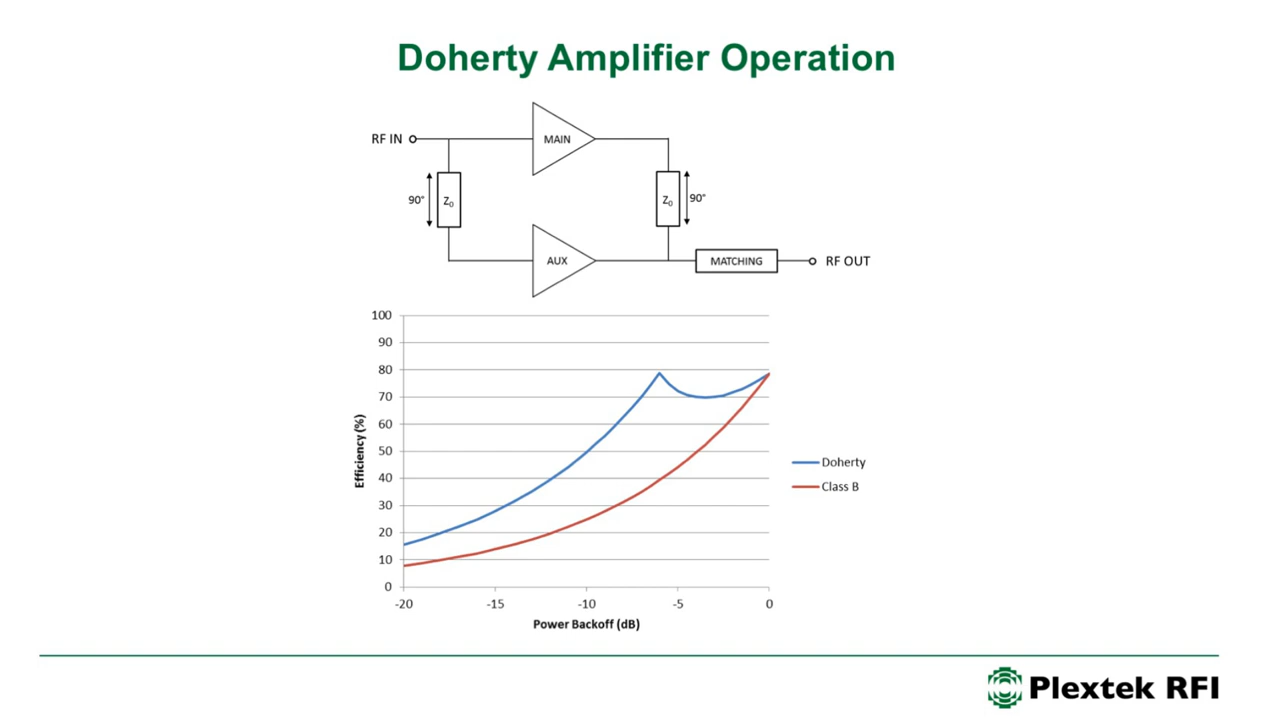 Doherty Amplifier Operation
RF IN
MAIN
90°
Z0
Z0
90°
AUX
MATCHING
RF OUT
100
90
80
70
60
50
40
30
20
10
0
Efficiency (%)
-20 -15 -10 -5 0
Power Backoff (dB)
Doherty
Class B
Plextek RFI